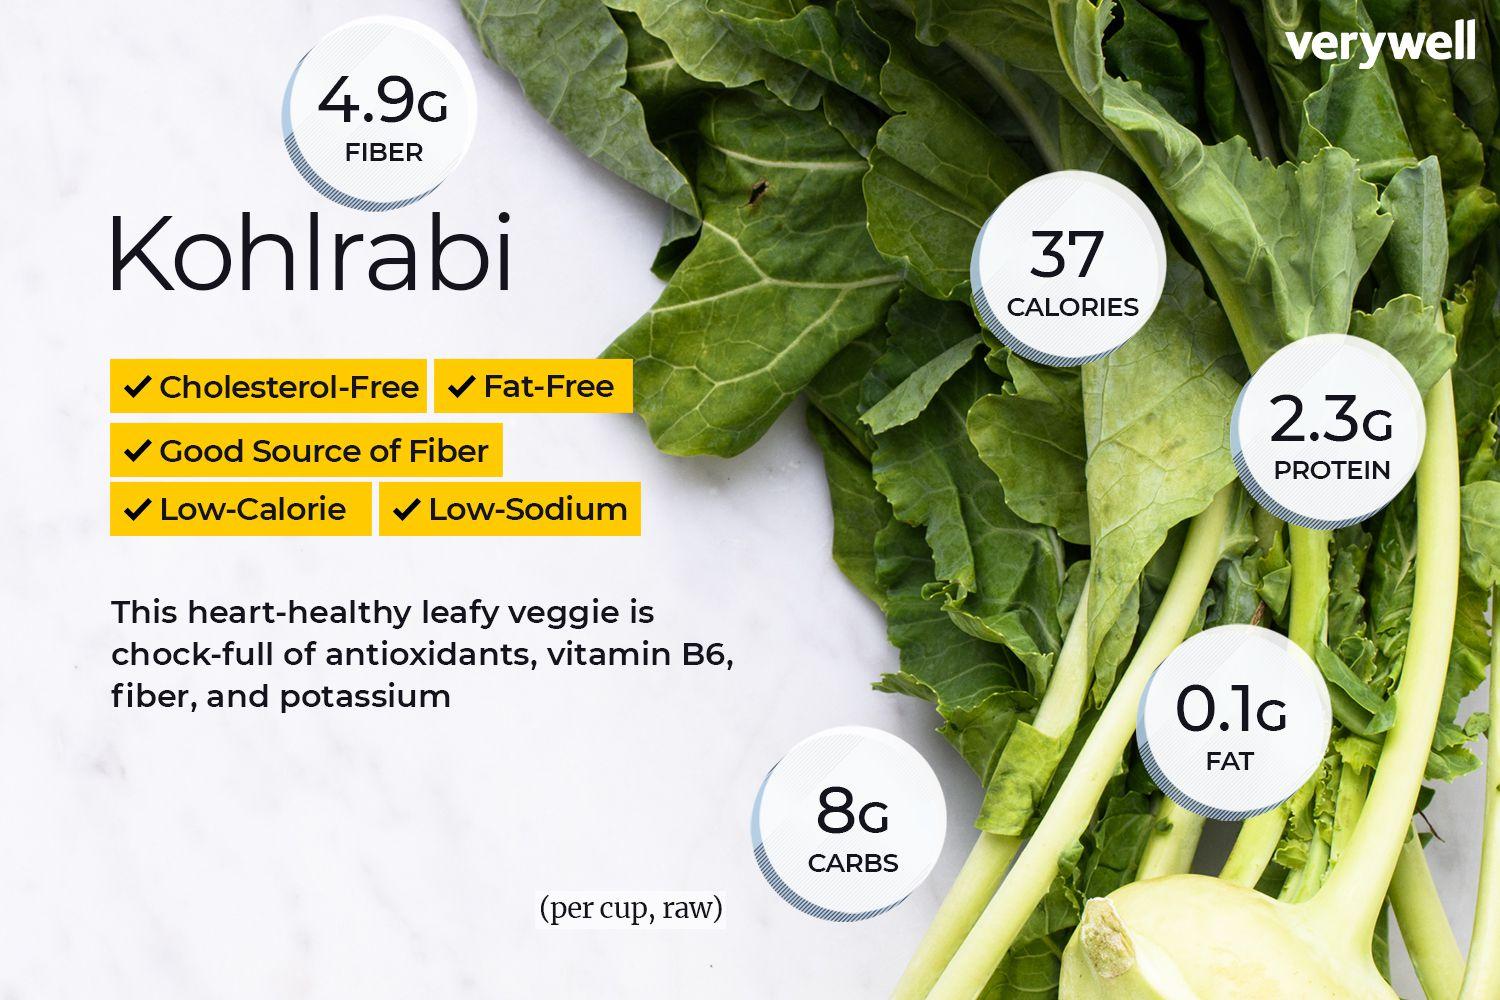 verywell
4.9G
FIBER
Kohlrabi
37
CALORIES
Cholesterol-Free
Fat-Free
2.3G
PROTEIN
Good Source of Fiber
Low-Calorie
Low-Sodium
This heart-healthy leafy veggie is
chock-full of antioxidants, vitamin B6,
fiber, and potassium
0.1G
FAT
8G
CARBS
(per cup, raw)